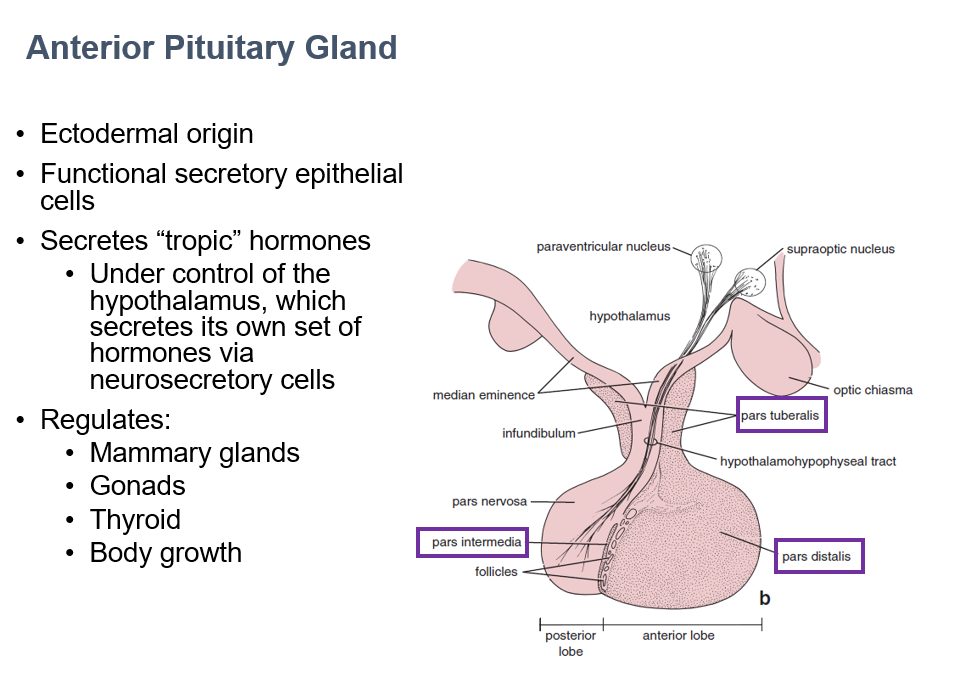 Anterior Pituitary Gland
• Ectodermal origin
• Functional secretory epithelial
cells
• Secretes “tropic” hormones
• Under control of the
hypothalamus, which
secretes its own set of
hormones via
neurosecretory cells
• Regulates:
• Mammary glands
• Gonads
• Thyroid
• Body growth
paraventricular nucleus
supraoptic nucleus
hypothalamus
median eminence
optic chiasma
pars tuberalis
infundibulum
hypothalamohypophyseal tract
pars nervosa
pars intermedia
pars distalis
follicles
b
posterior
lobe
anterior lobe